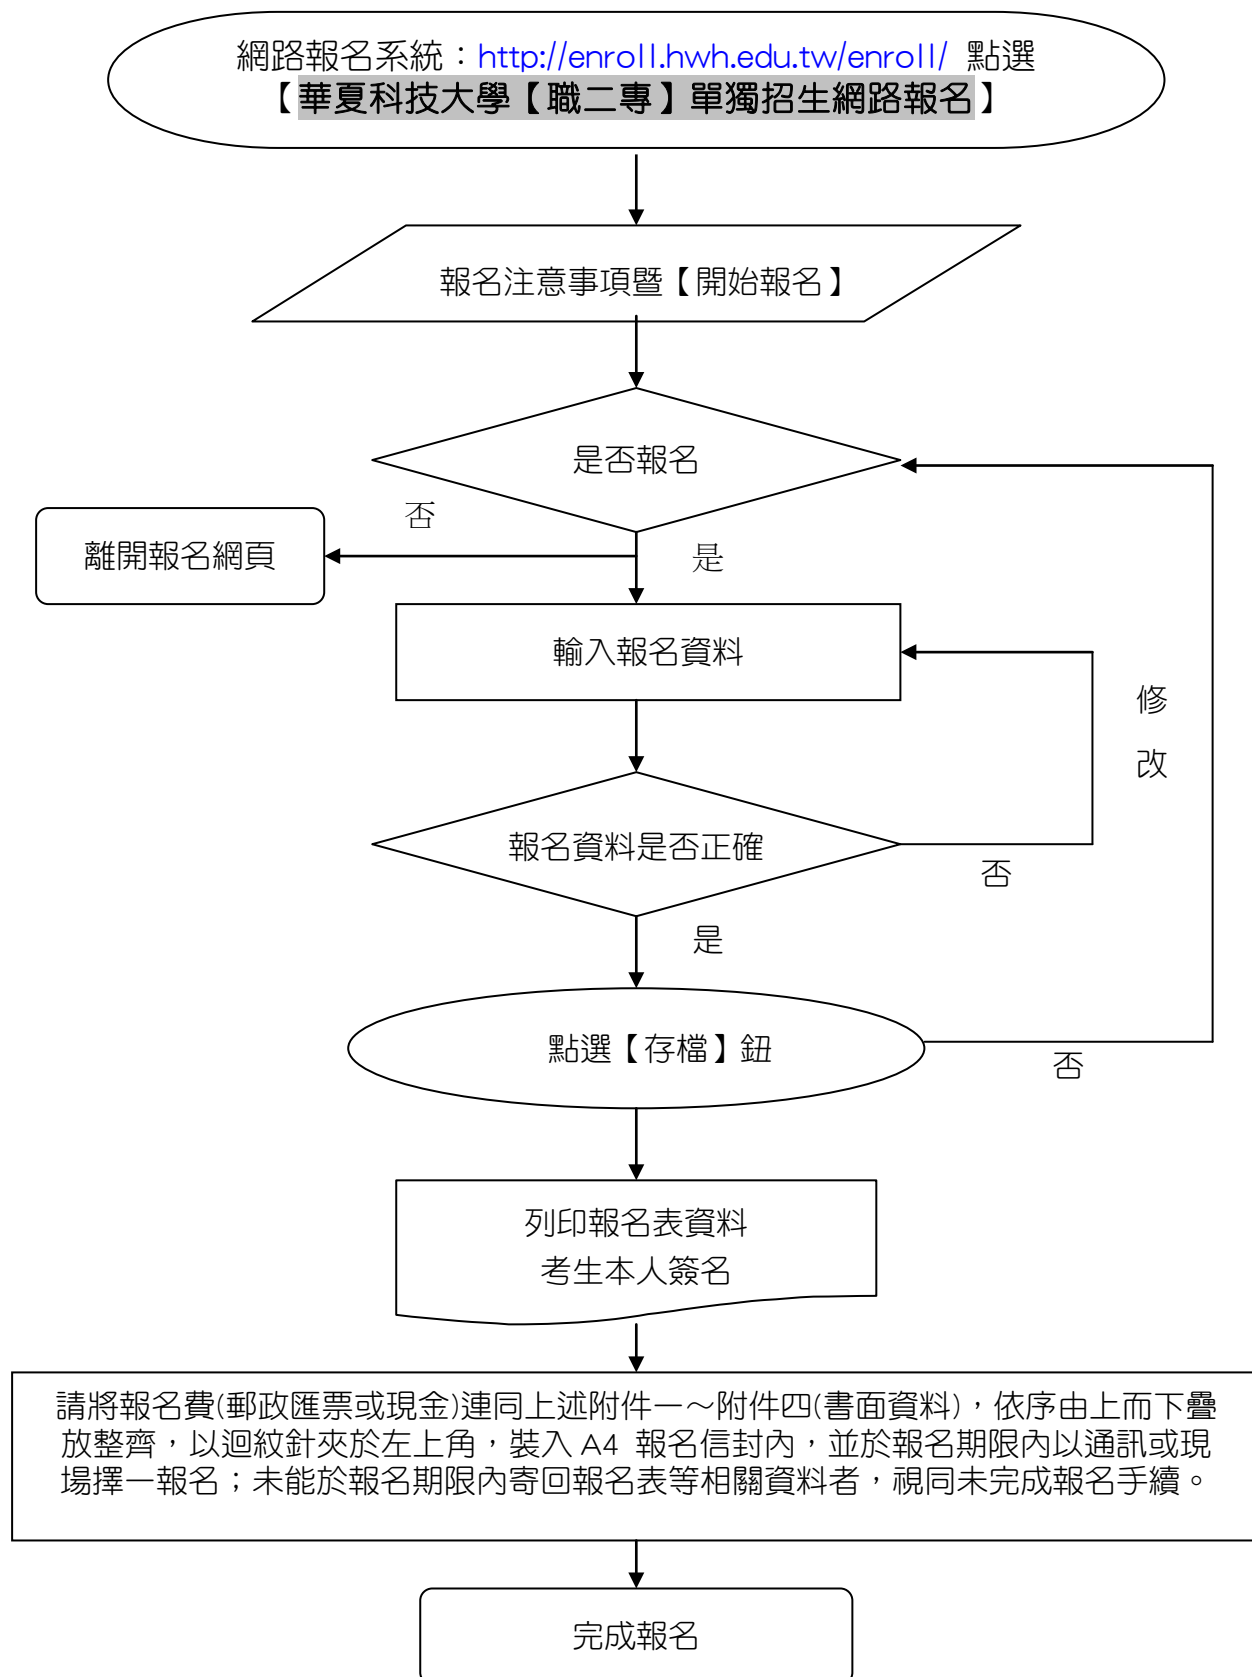 網路報名系統：http://enroll.hwh.edu.tw/enroll/ 點選
【華夏科技大學【職二專】單獨招生網路報名】
報名注意事項暨【開始報名】
是否報名
否
離開報名網頁
是
輸入報名資料
修
改
報名資料是否正確
否
是
點選【存檔】鈕
否
列印報名表資料
考生本人簽名
請將報名費(郵政匯票或現金)連同上述附件一～附件四(書面資料)，依序由上而下疊
放整齊，以迴紋針夾於左上角，裝入 A4 報名信封內，並於報名期限內以通訊或現
場擇一報名；未能於報名期限內寄回報名表等相關資料者，視同未完成報名手續。
完成報名